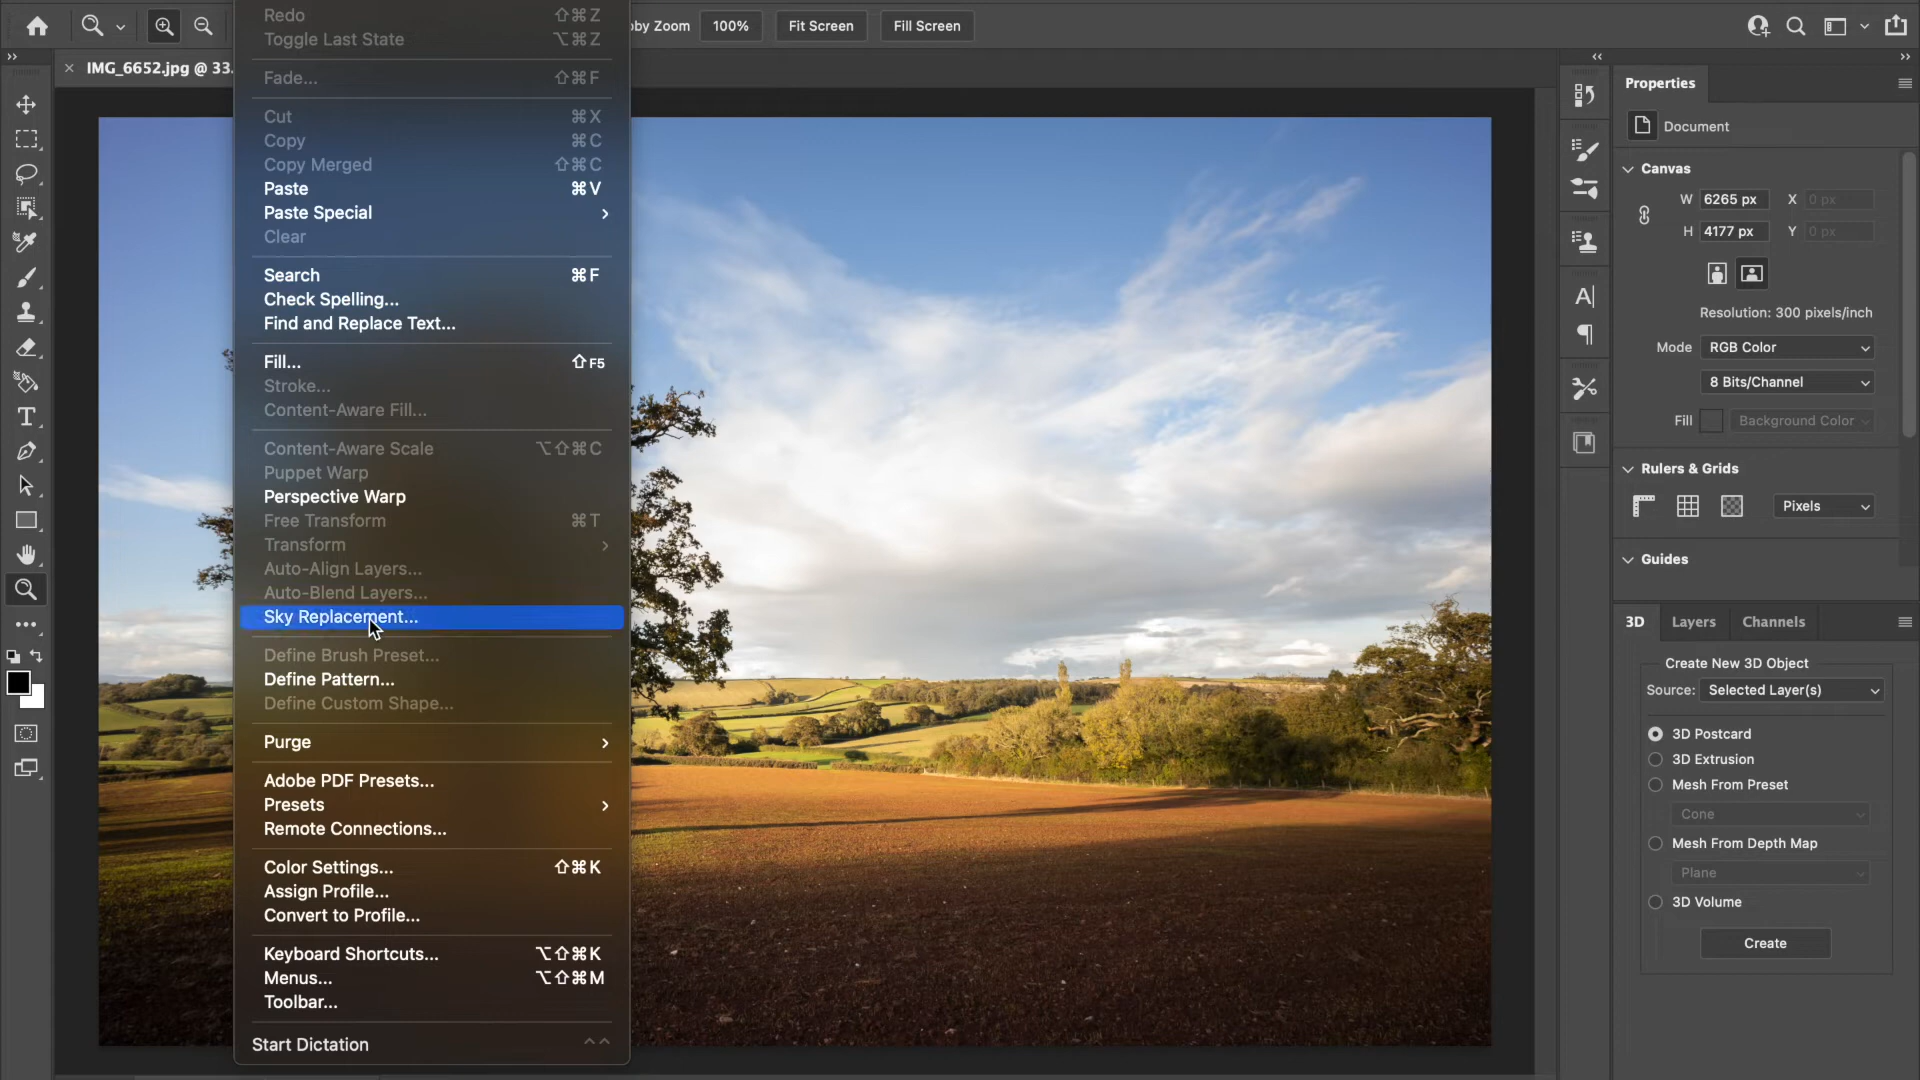 Redo ⇧⌘Z
Toggle Last State ⌥⌘Z
by Zoom 100% Fit Screen Fill Screen
IMG_6652.jpg @ 33.
Fade... ⇧⌘F
Cut ⌘X
Copy ⌘C
Copy Merged ⇧⌘C
Paste ⌘V
Paste Special
Clear
Search ⌘F
Check Spelling...
Find and Replace Text...
Fill... ⇧F5
Stroke...
Content-Aware Fill...
Content-Aware Scale ⌥⇧⌘C
Puppet Warp
Perspective Warp
Free Transform ⌘T
Transform
Auto-Align Layers...
Auto-Blend Layers...
Sky Replacement...
Define Brush Preset...
Define Pattern...
Define Custom Shape...
Purge
Adobe PDF Presets...
Presets
Remote Connections...
Color Settings... ⇧⌘K
Assign Profile...
Convert to Profile...
Keyboard Shortcuts... ⌥⇧⌘K
Menus... ⌥⇧⌘M
Toolbar...
Start Dictation ^^
Properties
Document
Canvas
W 6265 px X 0 px
H 4177 px Y 0 px
Resolution: 300 pixels/inch
Mode RGB Color
8 Bits/Channel
Fill Background Color
Rulers & Grids
Pixels
Guides
3D Layers Channels
Create New 3D Object
Source: Selected Layer(s)
3D Postcard
3D Extrusion
Mesh From Preset
Cone
Mesh From Depth Map
Plane
3D Volume
Create